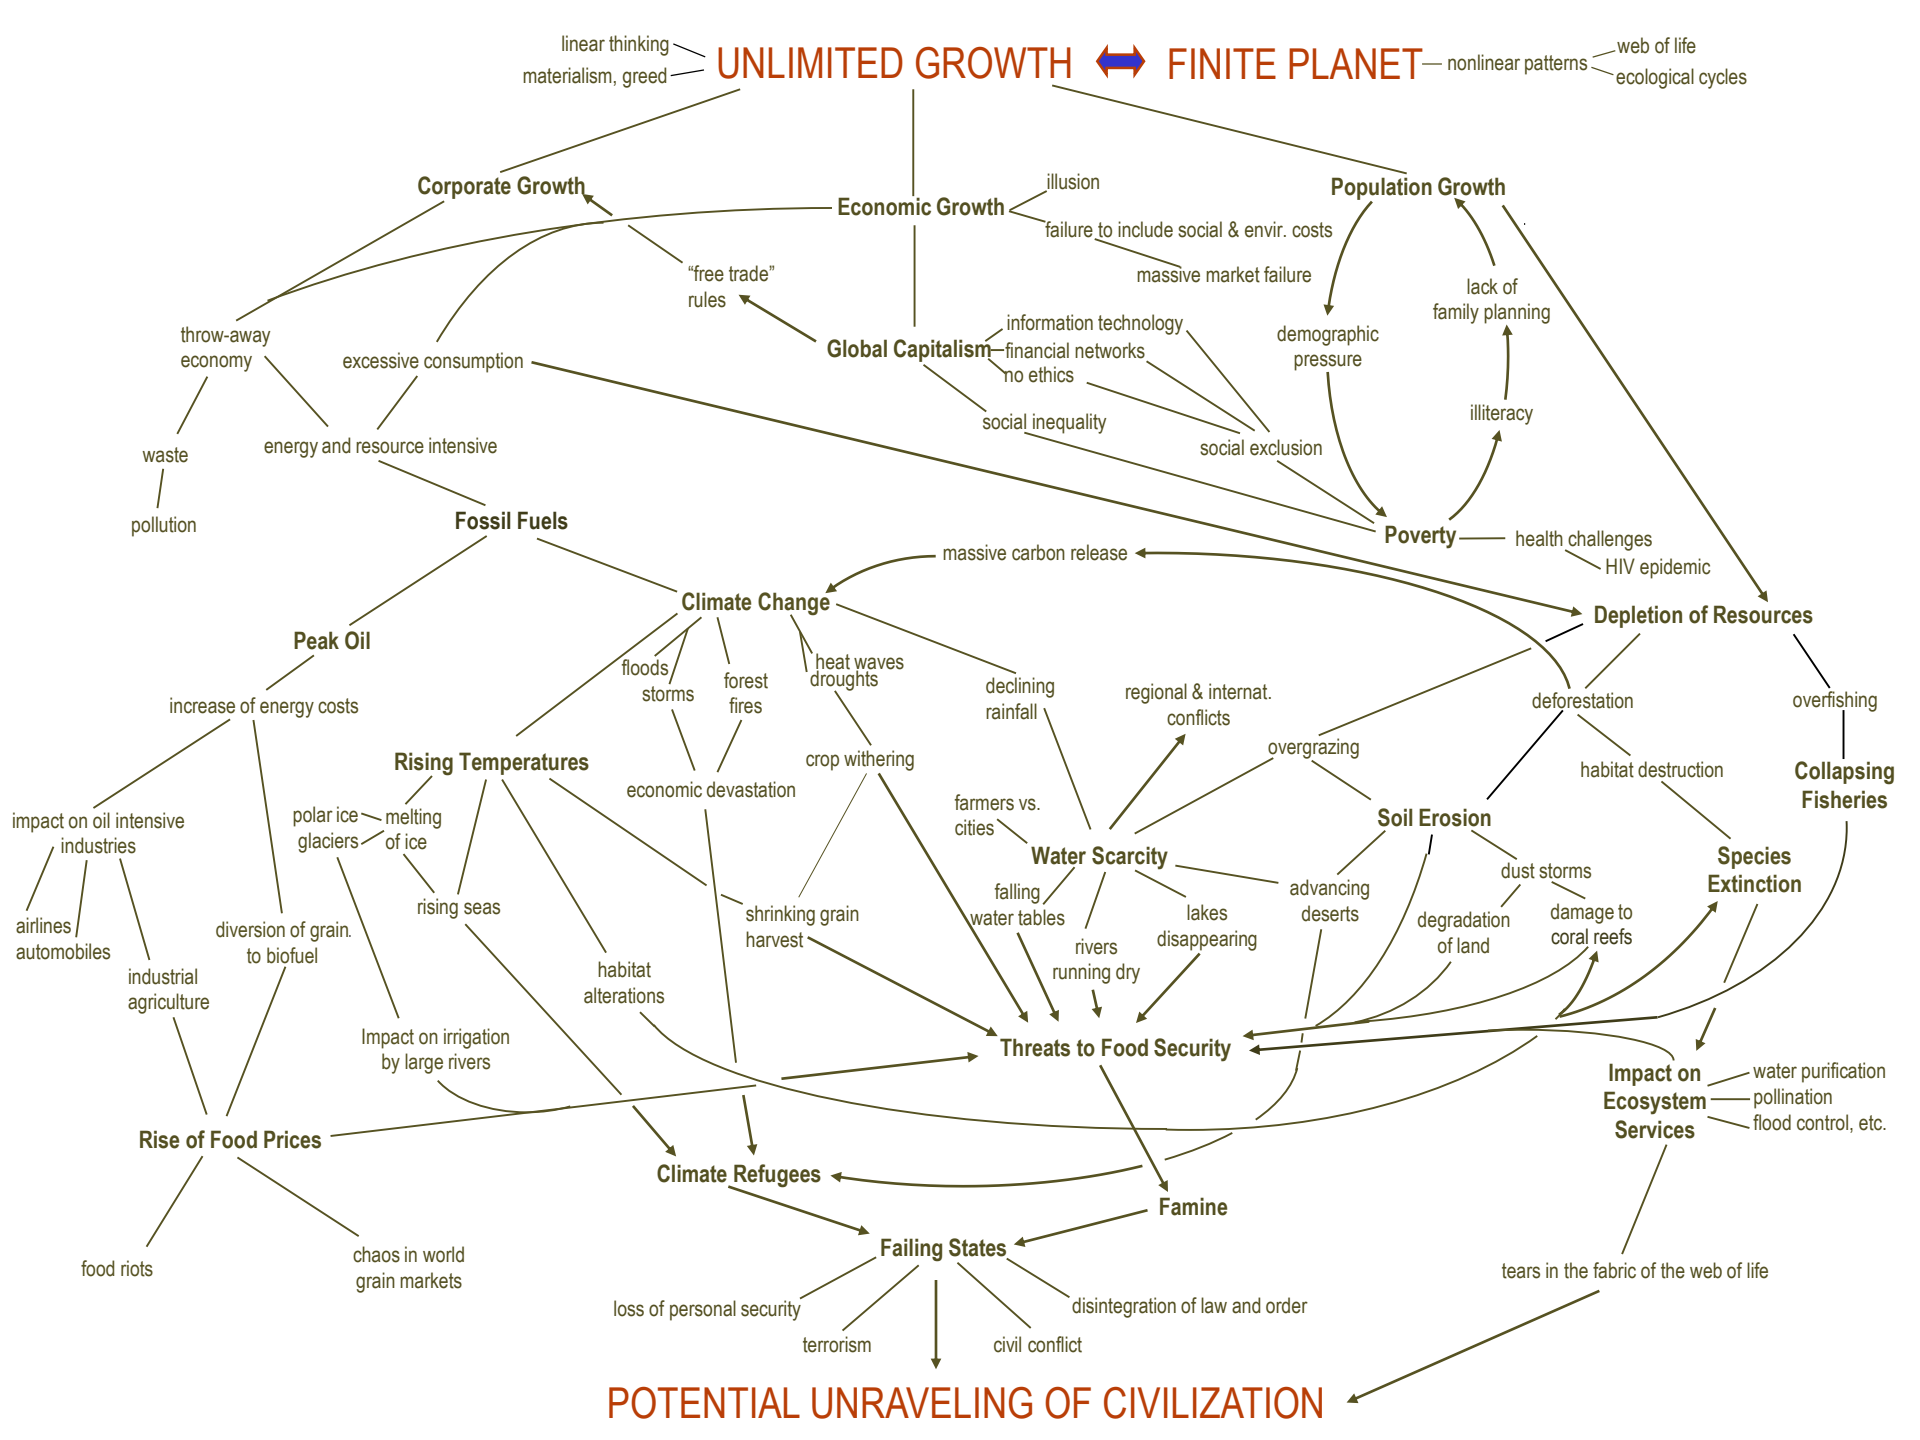 linear thinking
materialism, greed
UNLIMITED GROWTH
FINITE PLANET
nonlinear patterns
web of life
ecological cycles
Corporate Growth
Economic Growth
illusion
failure to include social & envir. costs
massive market failure
Population Growth
"free trade"
rules
lack of
family planning
demographic
pressure
throw-away
economy
excessive consumption
Global Capitalism
information technology
financial networks
no ethics
social inequality
social exclusion
illiteracy
waste
energy and resource intensive
pollution
Fossil Fuels
Poverty
health challenges
HIV epidemic
massive carbon release
Climate Change
Depletion of Resources
Peak Oil
floods
storms
forest
fires
heat waves
droughts
declining
rainfall
regional & internat.
conflicts
deforestation
overfishing
increase of energy costs
Rising Temperatures
crop withering
overgrazing
habitat destruction
Collapsing
Fisheries
economic devastation
impact on oil intensive
industries
polar ice
glaciers
melting
of ice
farmers vs.
cities
Soil Erosion
Water Scarcity
Species
Extinction
dust storms
advancing
deserts
rising seas
shrinking grain
harvest
falling
water tables
rivers
running dry
lakes
disappearing
degradation
of land
damage to
coral reefs
airlines
automobiles
diversion of grain.
to biofuel
industrial
agriculture
habitat
alterations
Impact on irrigation
by large rivers
Threats to Food Security
Impact on
Ecosystem
Services
water purification
pollination
flood control, etc.
Rise of Food Prices
Climate Refugees
Famine
food riots
chaos in world
grain markets
Failing States
tears in the fabric of the web of life
loss of personal security
terrorism
civil conflict
disintegration of law and order
POTENTIAL UNRAVELING OF CIVILIZATION